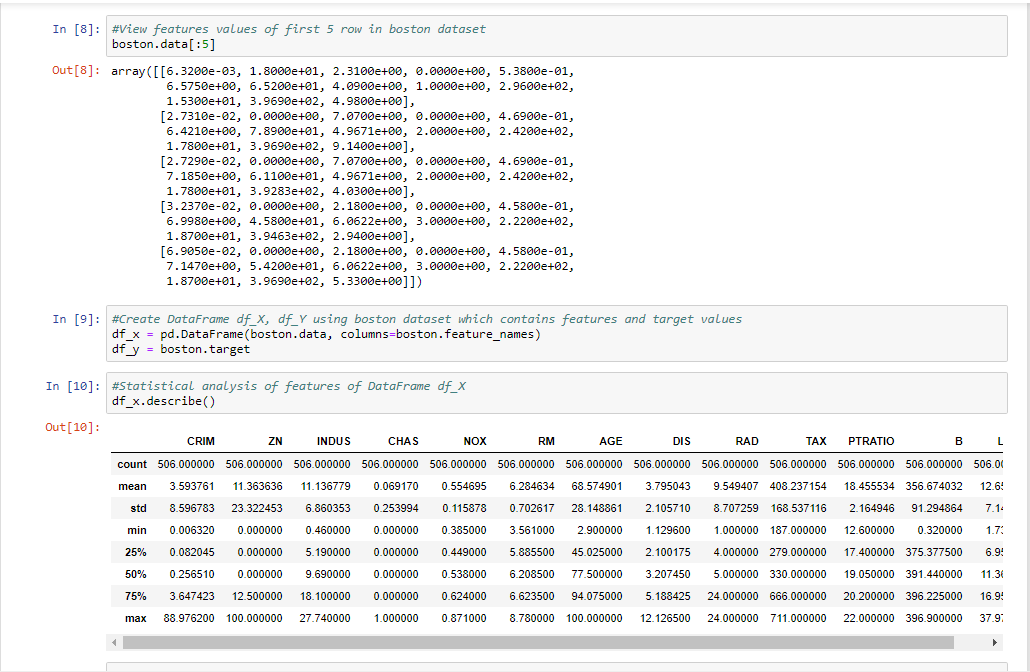 In [8]: #View features values of first 5 row in boston dataset
boston.data[:5]
Out[8]: array([[6.3200e-03, 1.8000e+01, 2.3100e+00, 0.0000e+00, 5.3800e-01,
6.5750e+00, 6.5200e+01, 4.0900e+00, 1.0000e+00, 2.9600e+02,
1.5300e+01, 3.9690e+02, 4.9800e+00],
[2.7310e-02, 0.0000e+00, 7.0700e+00, 0.0000e+00, 4.6900e-01,
6.4210e+00, 7.8900e+01, 4.9671e+00, 2.0000e+00, 2.4200e+02,
1.7800e+01, 3.9690e+02, 9.1400e+00],
[2.7290e-02, 0.0000e+00, 7.0700e+00, 0.0000e+00, 4.6900e-01,
7.1850e+00, 6.1100e+01, 4.9671e+00, 2.0000e+00, 2.4200e+02,
1.7800e+01, 3.9283e+02, 4.0300e+00],
[3.2370e-02, 0.0000e+00, 2.1800e+00, 0.0000e+00, 4.5800e-01,
6.9980e+00, 4.5800e+01, 6.0622e+00, 3.0000e+00, 2.2200e+02,
1.8700e+01, 3.9463e+02, 2.9400e+00],
[6.9050e-02, 0.0000e+00, 2.1800e+00, 0.0000e+00, 4.5800e-01,
7.1470e+00, 5.4200e+01, 6.0622e+00, 3.0000e+00, 2.2200e+02,
1.8700e+01, 3.9690e+02, 5.3300e+00]])
In [9]: #Create DataFrame df_X, df_Y using boston dataset which contains features and target values
df_x = pd.DataFrame(boston.data, columns=boston.feature_names)
df_y = boston.target
In [10]: #Statistical analysis of features of DataFrame df_X
df_x.describe()
Out[10]:
CRIM ZN INDUS CHAS NOX RM AGE DIS RAD TAX PTRATIO B L
count 506.000000 506.000000 506.000000 506.000000 506.000000 506.000000 506.000000 506.000000 506.000000 506.000000 506.000000 506.000000 506.00
mean 3.593761 11.363636 11.136779 0.069170 0.554695 6.284634 68.574901 3.795043 9.549407 408.237154 18.455534 356.674032 12.65
std 8.596783 23.322453 6.860353 0.253994 0.115878 0.702617 28.148861 2.105710 8.707259 168.537116 2.164946 91.294864 7.14
min 0.006320 0.000000 0.460000 0.000000 0.385000 3.561000 2.900000 1.129600 1.000000 187.000000 12.600000 0.320000 1.73
25% 0.082045 0.000000 5.190000 0.000000 0.449000 5.885500 45.025000 2.100175 4.000000 279.000000 17.400000 375.377500 6.95
50% 0.256510 0.000000 9.690000 0.000000 0.538000 6.208500 77.500000 3.207450 5.000000 330.000000 19.050000 391.440000 11.36
75% 3.647423 12.500000 18.100000 0.000000 0.624000 6.623500 94.075000 5.188425 24.000000 666.000000 20.200000 396.225000 16.95
max 88.976200 100.000000 27.740000 1.000000 0.871000 8.780000 100.000000 12.126500 24.000000 711.000000 22.000000 396.900000 37.97